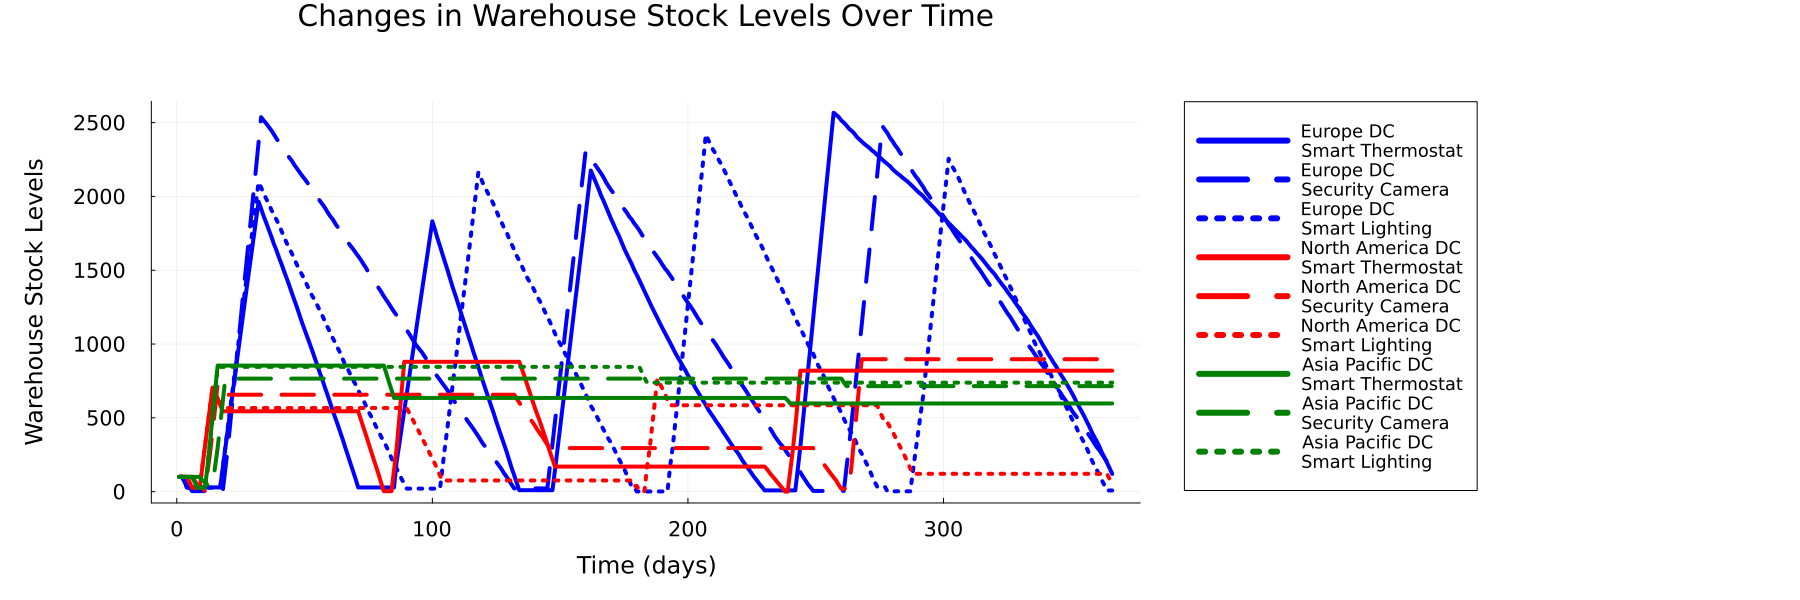 Changes in Warehouse Stock Levels Over Time
Warehouse Stock Levels
2500
2000
1500
1000
500
0
0
100
200
300
Time (days)
Europe DC
Smart Thermostat
Europe DC
Security Camera
Europe DC
Smart Lighting
North America DC
Smart Thermostat
North America DC
Security Camera
North America DC
Smart Lighting
Asia Pacific DC
Smart Thermostat
Asia Pacific DC
Security Camera
Asia Pacific DC
Smart Lighting